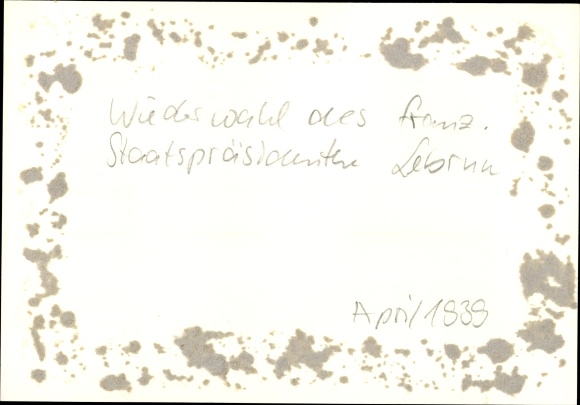 Wiederwahl des franz.
Staatspräsidenten Lebrun
April 1939